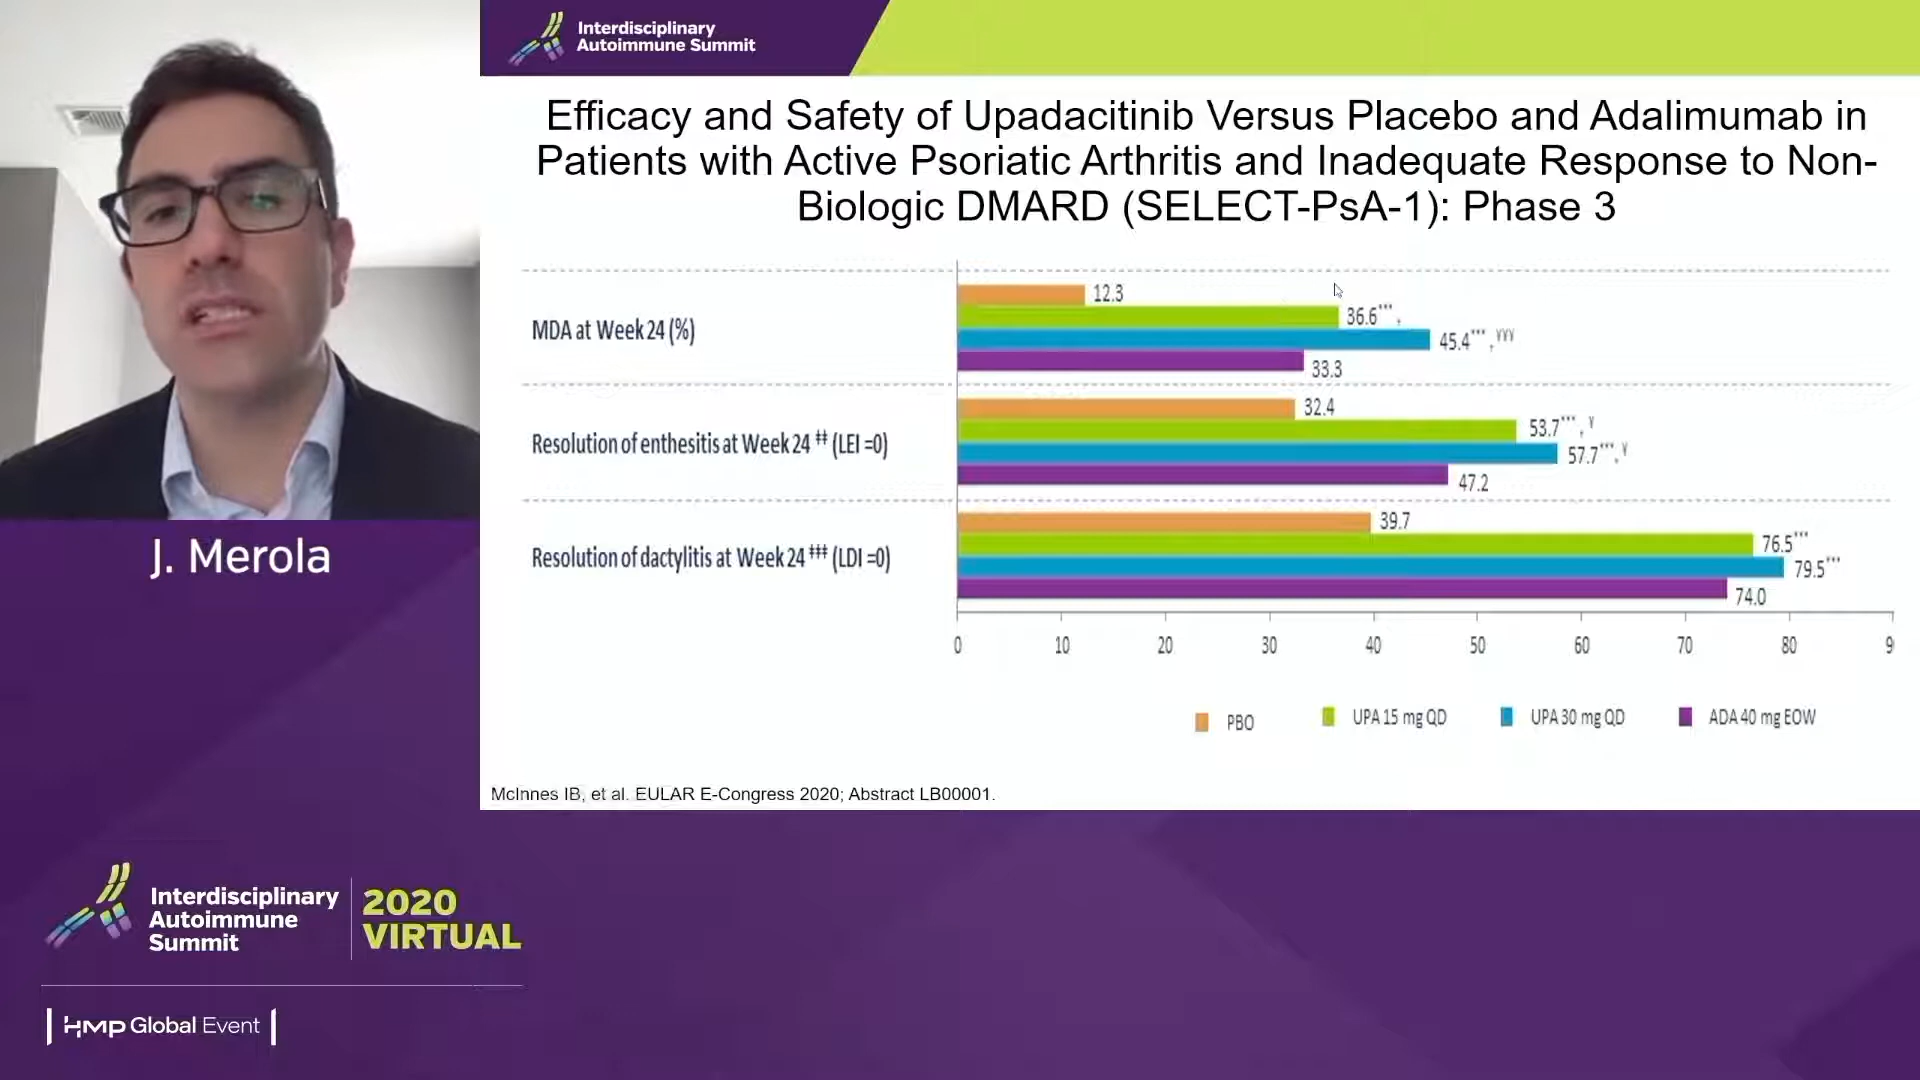 Interdisciplinary
Autoimmune Summit
Efficacy and Safety of Upadacitinib Versus Placebo and Adalimumab in
Patients with Active Psoriatic Arthritis and Inadequate Response to Non-
Biologic DMARD (SELECT-PsA-1): Phase 3
MDA at Week 24 (%)
12.3
36.6***,
45.4***,¥¥¥
33.3
Resolution of enthesitis at Week 24 ‡‡ (LEI =0)
32.4
53.7***, ¥
57.7***, ¥
47.2
Resolution of dactylitis at Week 24 ‡‡‡ (LDI =0)
39.7
76.5***
79.5***
74.0
0 10 20 30 40 50 60 70 80 9
PBO UPA 15 mg QD UPA 30 mg QD ADA 40 mg EOW
McInnes IB, et al. EULAR E-Congress 2020; Abstract LB00001.
J. Merola
Interdisciplinary
Autoimmune
Summit
2020
VIRTUAL
HMP Global Event